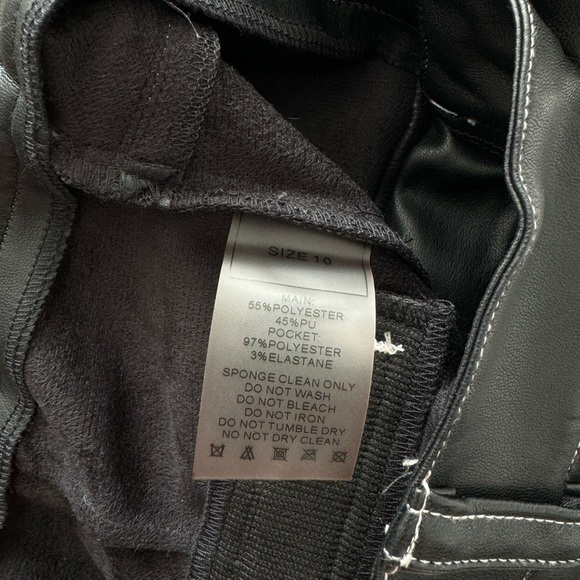 SIZE 10
MAIN:
55%POLYESTER
45%PU
POCKET:
97%POLYESTER
3%ELASTANE
SPONGE CLEAN ONLY
DO NOT WASH
DO NOT BLEACH
DO NOT IRON
DO NOT TUMBLE DRY
NO NOT DRY CLEAN